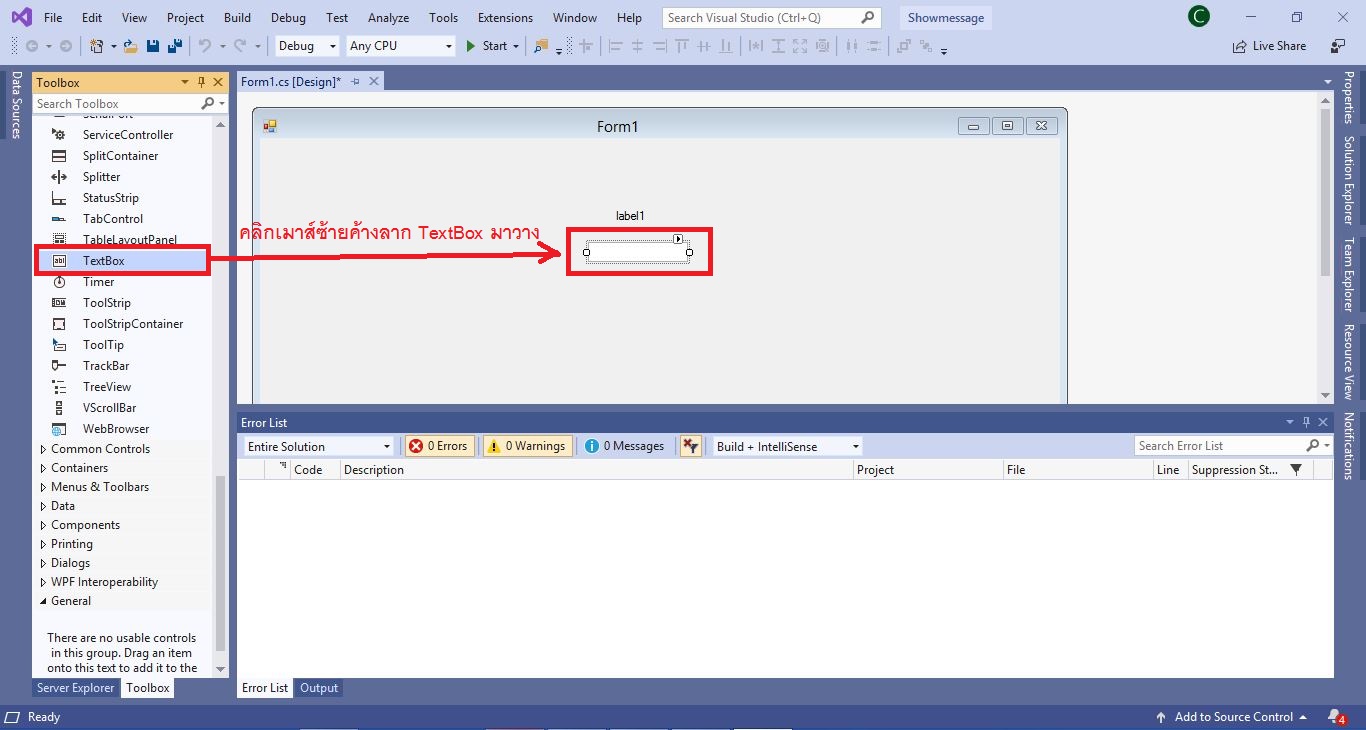 File Edit View Project Build Debug Test Analyze Tools Extensions Window Help Search Visual Studio (Ctrl+Q) Showmessage C
Debug Any CPU Start Live Share
Data Sources
Toolbox
Search Toolbox
SerialPort
ServiceController
SplitContainer
Splitter
StatusStrip
TabControl
TableLayoutPanel
TextBox
Timer
ToolStrip
ToolStripContainer
ToolTip
TrackBar
TreeView
VScrollBar
WebBrowser
Common Controls
Containers
Menus & Toolbars
Data
Components
Printing
Dialogs
WPF Interoperability
General
There are no usable controls
in this group. Drag an item
onto this text to add it to the
Server Explorer Toolbox
Form1.cs [Design]*
Form1
label1
คลิกเมาส์ซ้ายค้างลาก TextBox มาวาง
Error List
Entire Solution 0 Errors 0 Warnings 0 Messages Build + IntelliSense Search Error List
Code Description Project File Line Suppression St...
Error List Output
Properties
Solution Explorer
Team Explorer
Resource View
Notifications
Ready Add to Source Control 4